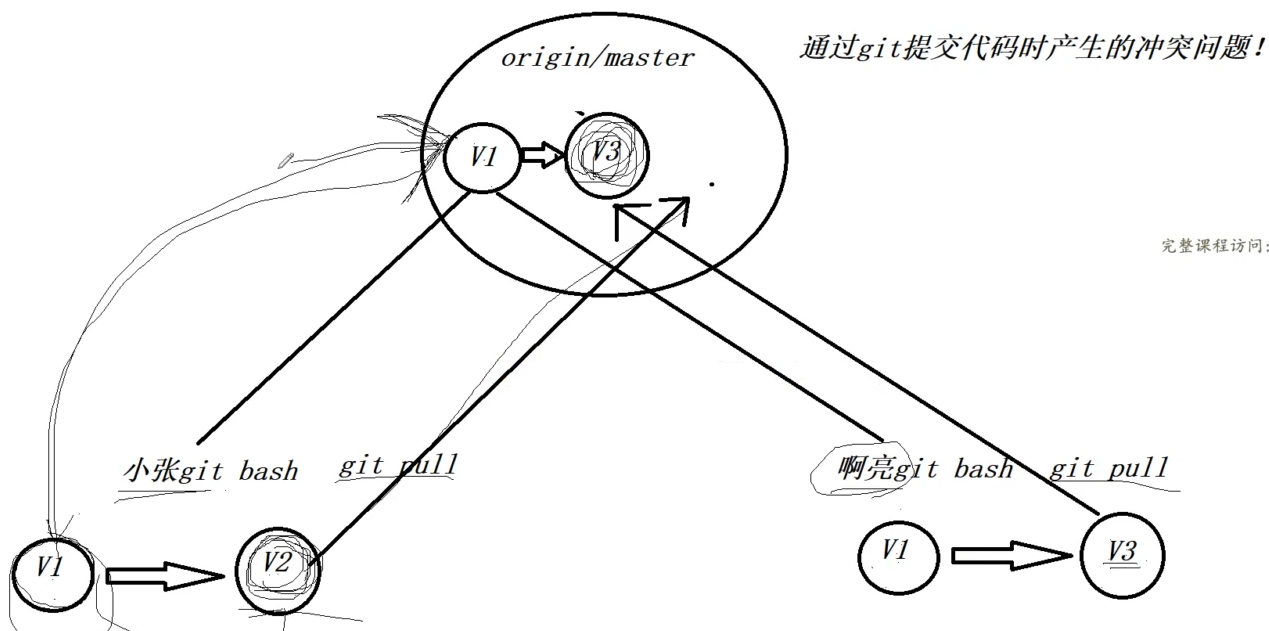 通过git提交代码时产生的冲突问题！
origin/master
V1
V3
完整课程访问:
小张git bash
git pull
啊亮git bash
git pull
V1
V2
V1
V3